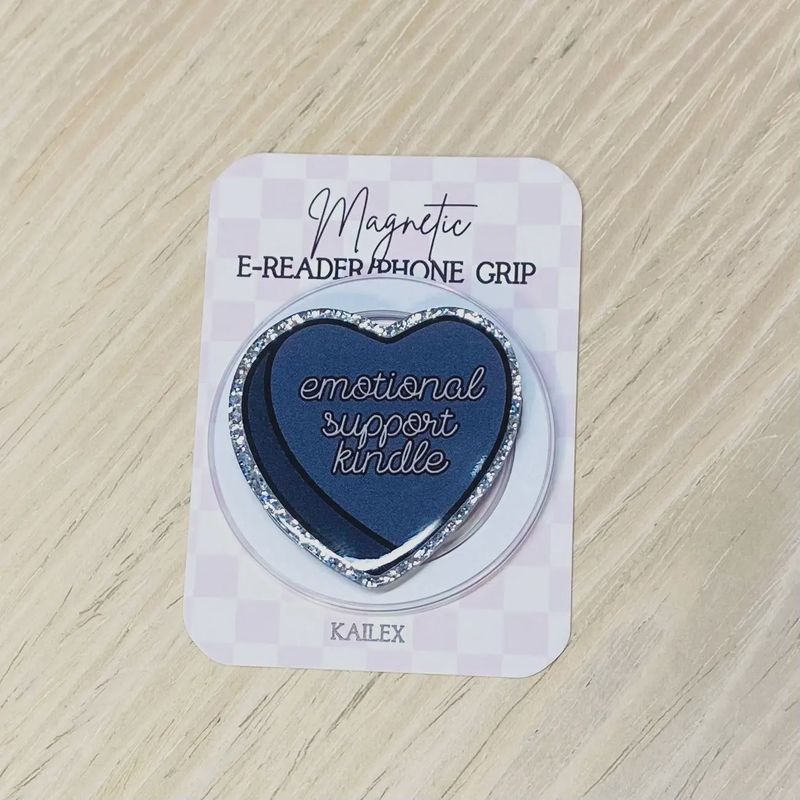 Magnetic
E-READER/PHONE GRIP
emotional
support
kindle
KAILEX